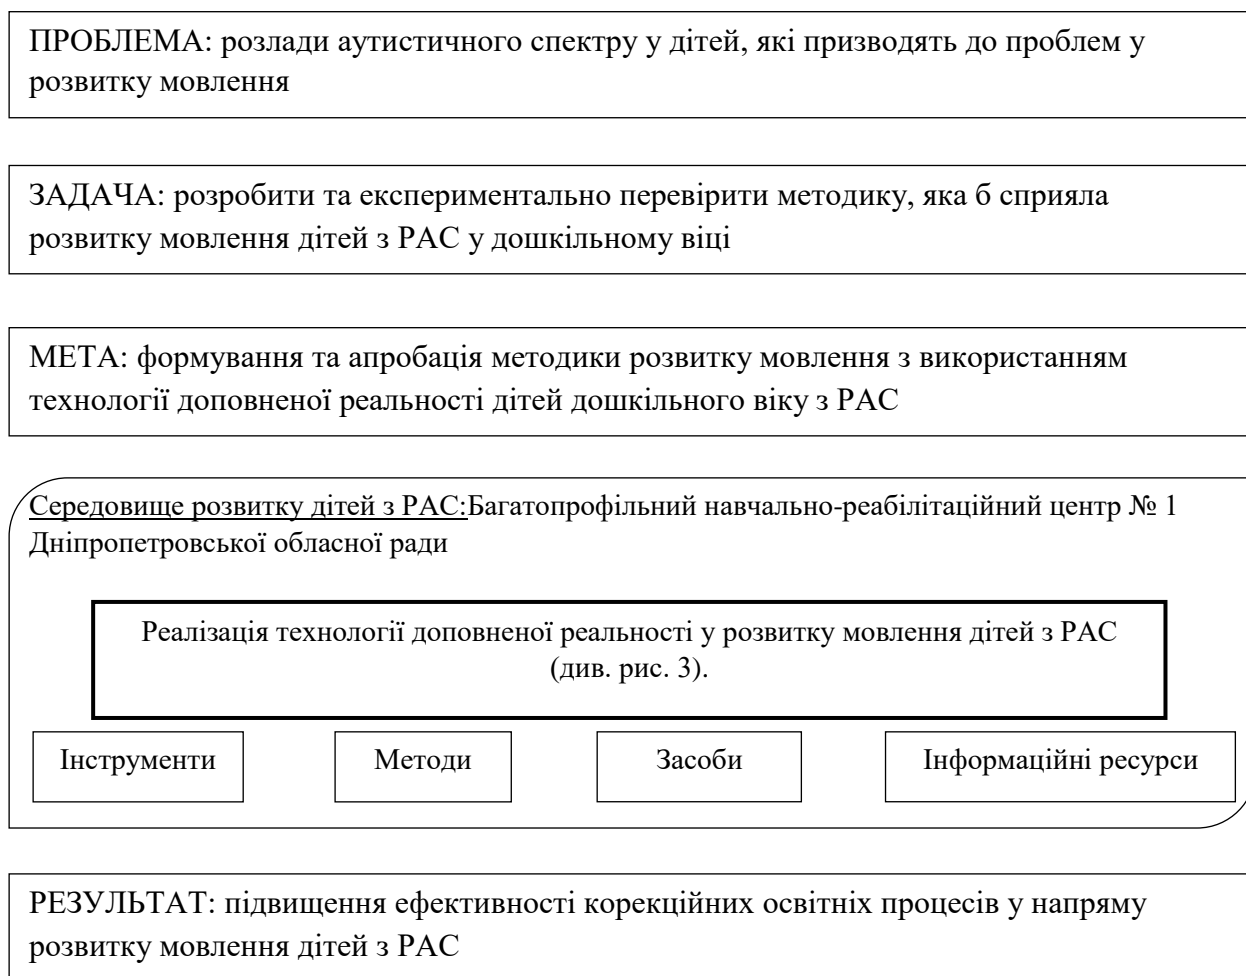 ПРОБЛЕМА: розлади аутистичного спектру у дітей, які призводять до проблем у
розвитку мовлення
ЗАДАЧА: розробити та експериментально перевірити методику, яка б сприяла
розвитку мовлення дітей з РАС у дошкільному віці
МЕТА: формування та апробація методики розвитку мовлення з використанням
технології доповненої реальності дітей дошкільного віку з РАС
Середовище розвитку дітей з РАС:Багатопрофільний навчально-реабілітаційний центр № 1
Дніпропетровської обласної ради
Реалізація технології доповненої реальності у розвитку мовлення дітей з РАС
(див. рис. 3).
Інструменти
Методи
Засоби
Інформаційні ресурси
РЕЗУЛЬТАТ: підвищення ефективності корекційних освітніх процесів у напряму
розвитку мовлення дітей з РАС